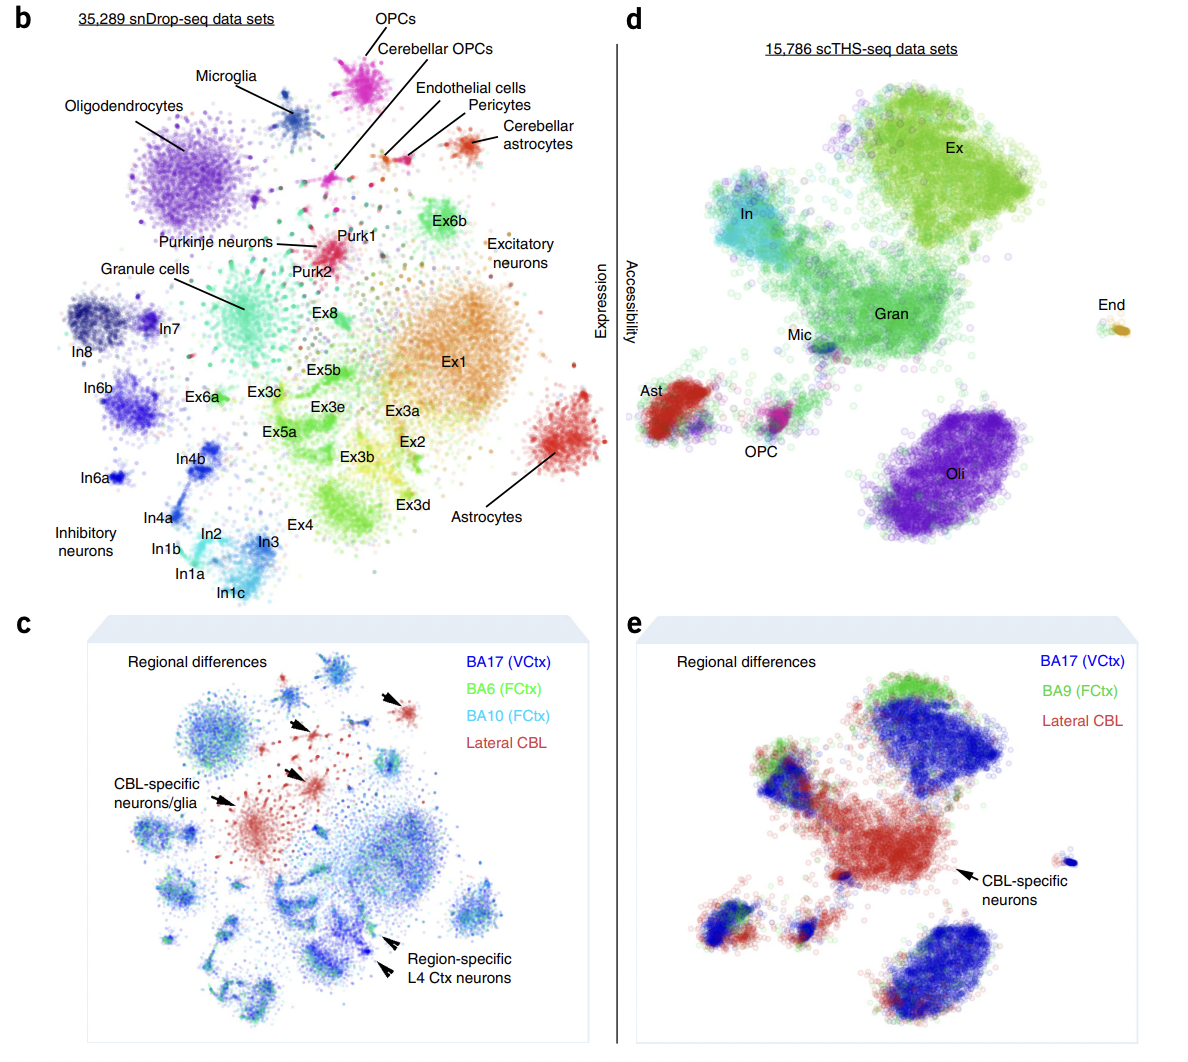 b
35,289 snDrop-seq data sets
OPCs
Cerebellar OPCs
Microglia
Endothelial cells
Pericytes
Oligodendrocytes
Cerebellar
astrocytes
Ex6b
Purk1
Purkinje neurons
Excitatory
neurons
Purk2
Granule cells
Ex8
In7
In8
Ex1
Ex5b
In6b
Ex6a
Ex3c
Ex3e
Ex3a
Ex5a
Ex2
In4b
Ex3b
In6a
Ex3d
In4a
Astrocytes
Ex4
Inhibitory
neurons
In2
In1b
In3
In1a
In1c
Expression
Accessibility
d
15,786 scTHS-seq data sets
Ex
In
Gran
End
Mic
Ast
OPC
Oli
c
Regional differences
BA17 (VCtx)
BA6 (FCtx)
BA10 (FCtx)
Lateral CBL
CBL-specific
neurons/glia
Region-specific
L4 Ctx neurons
e
Regional differences
BA17 (VCtx)
BA9 (FCtx)
Lateral CBL
CBL-specific
neurons